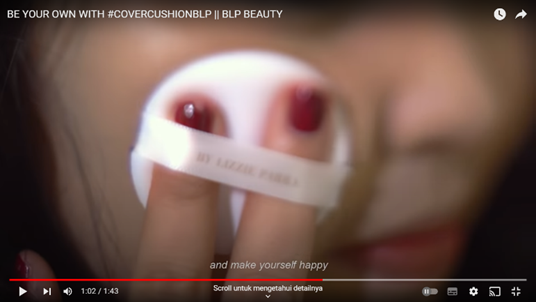 BE YOUR OWN WITH #COVERCUSHIONBLP || BLP BEAUTY
BY LIZZIE PARRA
and make yourself happy
1:02 / 1:43
Scroll untuk mengetahui detailnya